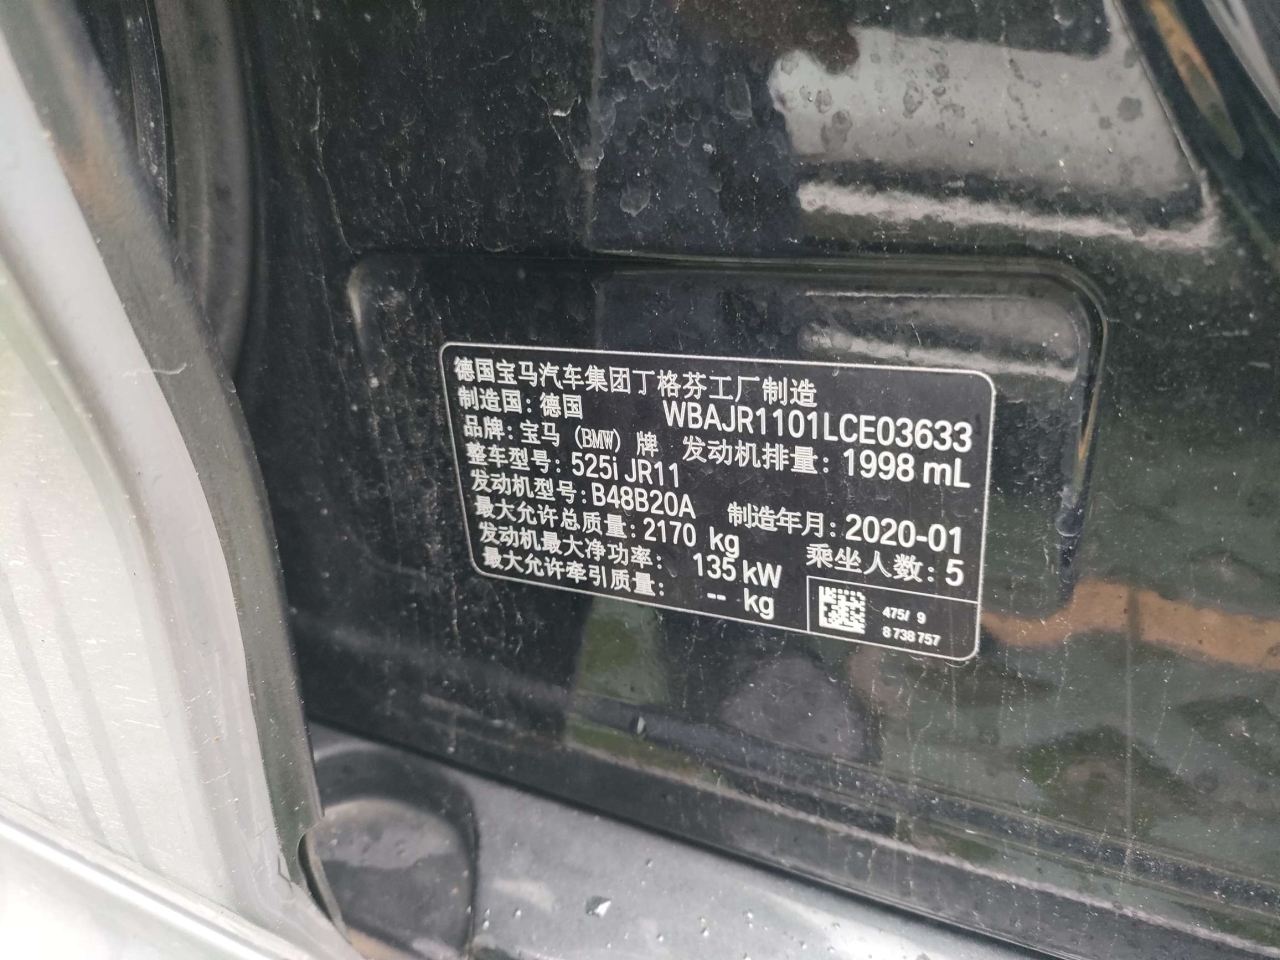 德国宝马汽车集团丁格芬工厂制造
制造国：德国 WBAJR1101LCE03633
品牌：宝马（BMW）牌 发动机排量：1998 mL
整车型号：525i JR11
发动机型号：B48B20A 制造年月：2020-01
最大允许总质量：2170 kg 乘坐人数：5
发动机最大净功率： 135 kW
最大允许牵引质量： -- kg
475/ 9
8 738 757